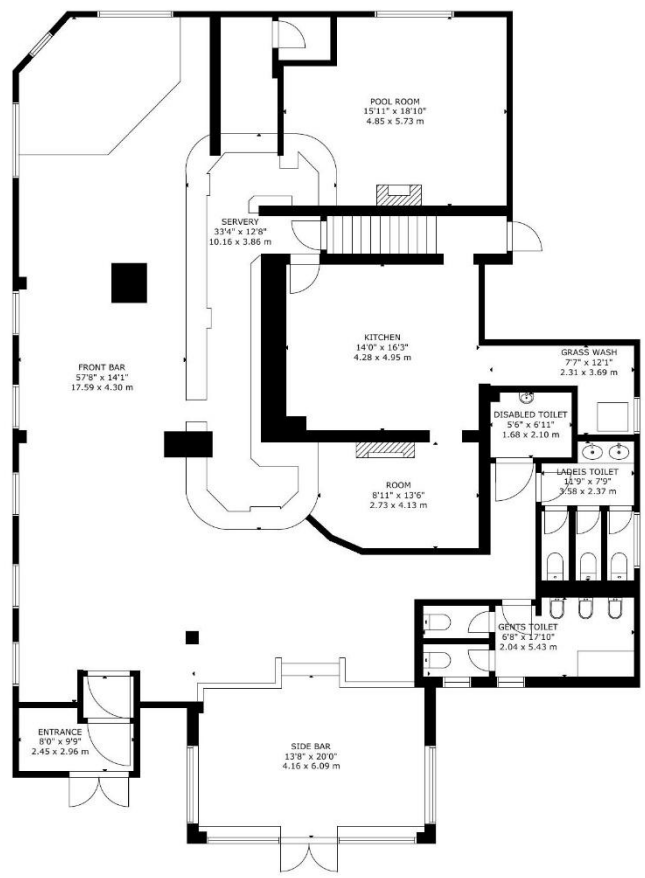 POOL ROOM
15'11" x 18'10"
4.85 x 5.73 m
SERVERY
33'4" x 12'8"
10.16 x 3.86 m
KITCHEN
14'0" x 16'3"
4.28 x 4.95 m
GRASS WASH
7'7" x 12'1"
2.31 x 3.69 m
FRONT BAR
57'8" x 14'1"
17.59 x 4.30 m
DISABLED TOILET
5'6" x 6'11"
1.68 x 2.10 m
LADEIS TOILET
11'9" x 7'9"
3.58 x 2.37 m
ROOM
8'11" x 13'6"
2.73 x 4.13 m
GENTS TOILET
6'8" x 17'10"
2.04 x 5.43 m
ENTRANCE
8'0" x 9'9"
2.45 x 2.96 m
SIDE BAR
13'8" x 20'0"
4.16 x 6.09 m